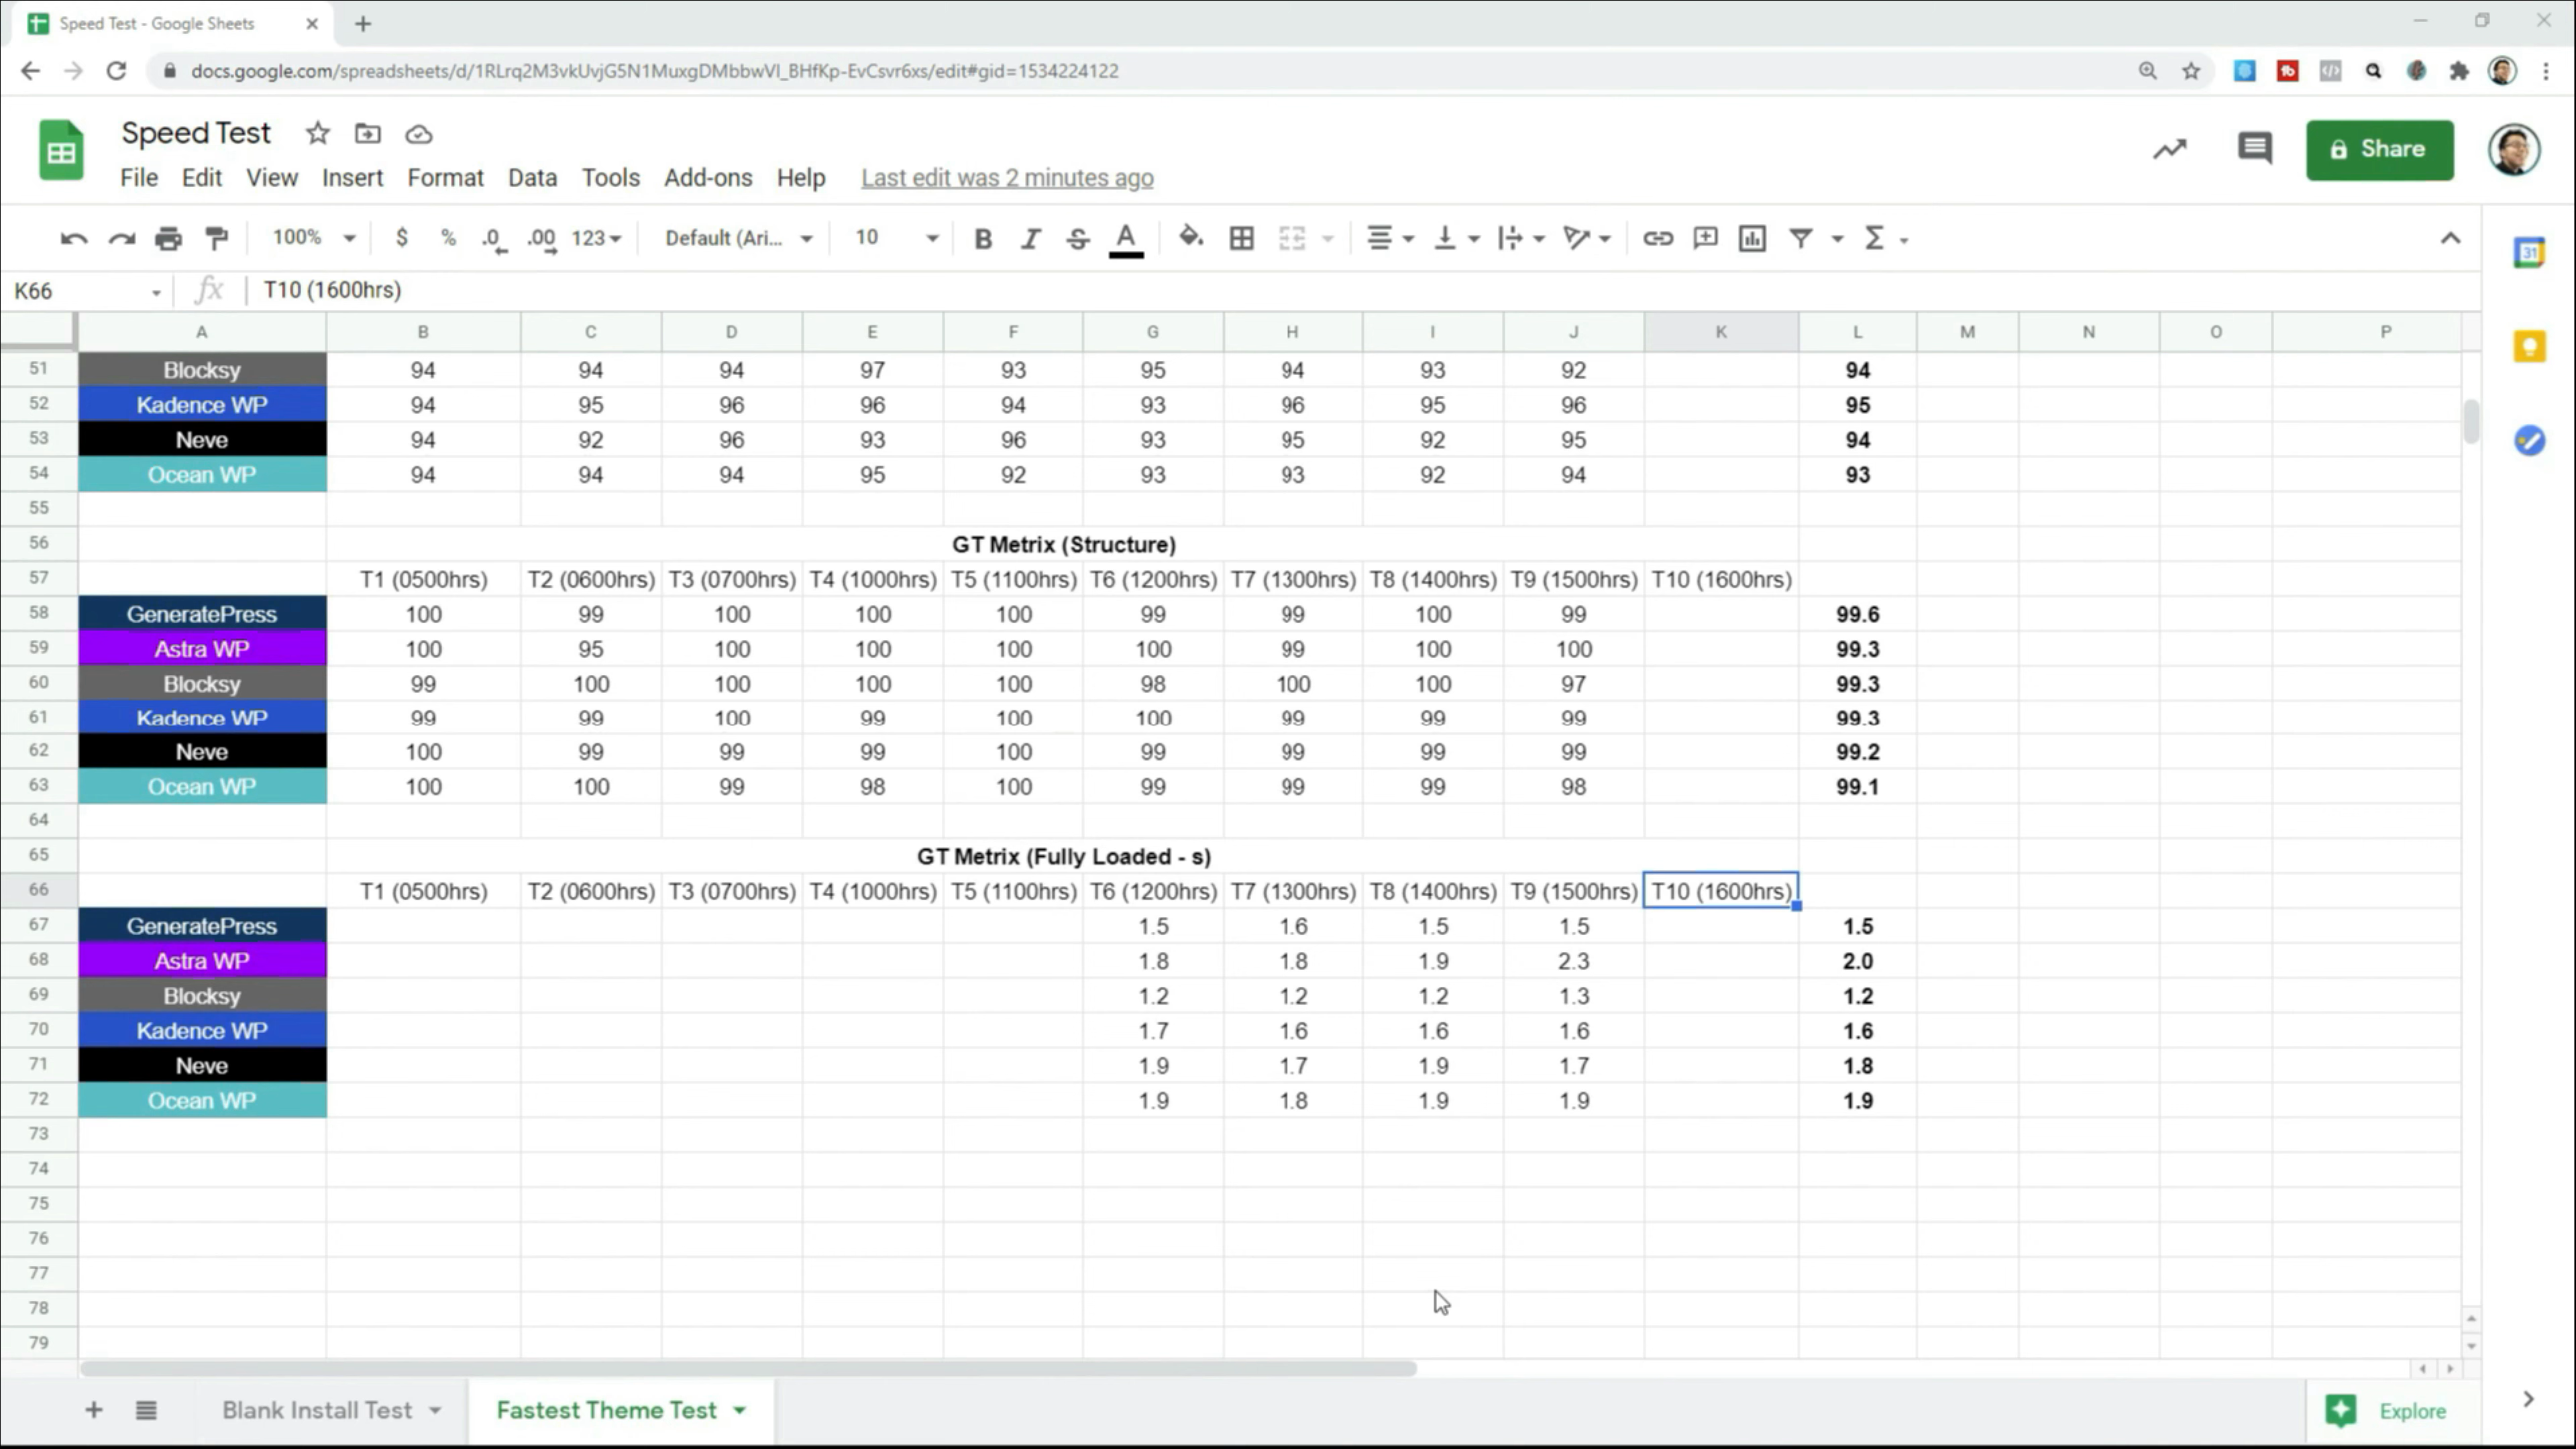 Speed Test - Google Sheets
docs.google.com/spreadsheets/d/1RLrq2M3vkUvjG5N1MuxgDMbbwVI_BHfKp-EvCsvr6xs/edit#gid=1534224122
Speed Test
Share
File Edit View Insert Format Data Tools Add-ons Help Last edit was 2 minutes ago
100% $ % .0 .00 123 Default (Ari... 10 B I S A Σ 31
K66 fx T10 (1600hrs)
A B C D E F G H I J K L M N O P
51 Blocksy 94 94 94 97 93 95 94 93 92 94
52 Kadence WP 94 95 96 96 94 93 96 95 96 95
53 Neve 94 92 96 93 96 93 95 92 95 94
54 Ocean WP 94 94 94 95 92 93 93 92 94 93
55
56 GT Metrix (Structure)
57 T1 (0500hrs) T2 (0600hrs) T3 (0700hrs) T4 (1000hrs) T5 (1100hrs) T6 (1200hrs) T7 (1300hrs) T8 (1400hrs) T9 (1500hrs) T10 (1600hrs)
58 GeneratePress 100 99 100 100 100 99 99 100 99 99.6
59 Astra WP 100 95 100 100 100 100 99 100 100 99.3
60 Blocksy 99 100 100 100 100 98 100 100 97 99.3
61 Kadence WP 99 99 100 99 100 100 99 99 99 99.3
62 Neve 100 99 99 99 100 99 99 99 99 99.2
63 Ocean WP 100 100 99 98 100 99 99 99 98 99.1
64
65 GT Metrix (Fully Loaded - s)
66 T1 (0500hrs) T2 (0600hrs) T3 (0700hrs) T4 (1000hrs) T5 (1100hrs) T6 (1200hrs) T7 (1300hrs) T8 (1400hrs) T9 (1500hrs) T10 (1600hrs)
67 GeneratePress 1.5 1.6 1.5 1.5 1.5
68 Astra WP 1.8 1.8 1.9 2.3 2.0
69 Blocksy 1.2 1.2 1.2 1.3 1.2
70 Kadence WP 1.7 1.6 1.6 1.6 1.6
71 Neve 1.9 1.7 1.9 1.7 1.8
72 Ocean WP 1.9 1.8 1.9 1.9 1.9
73
74
75
76
77
78
79
Blank Install Test Fastest Theme Test Explore